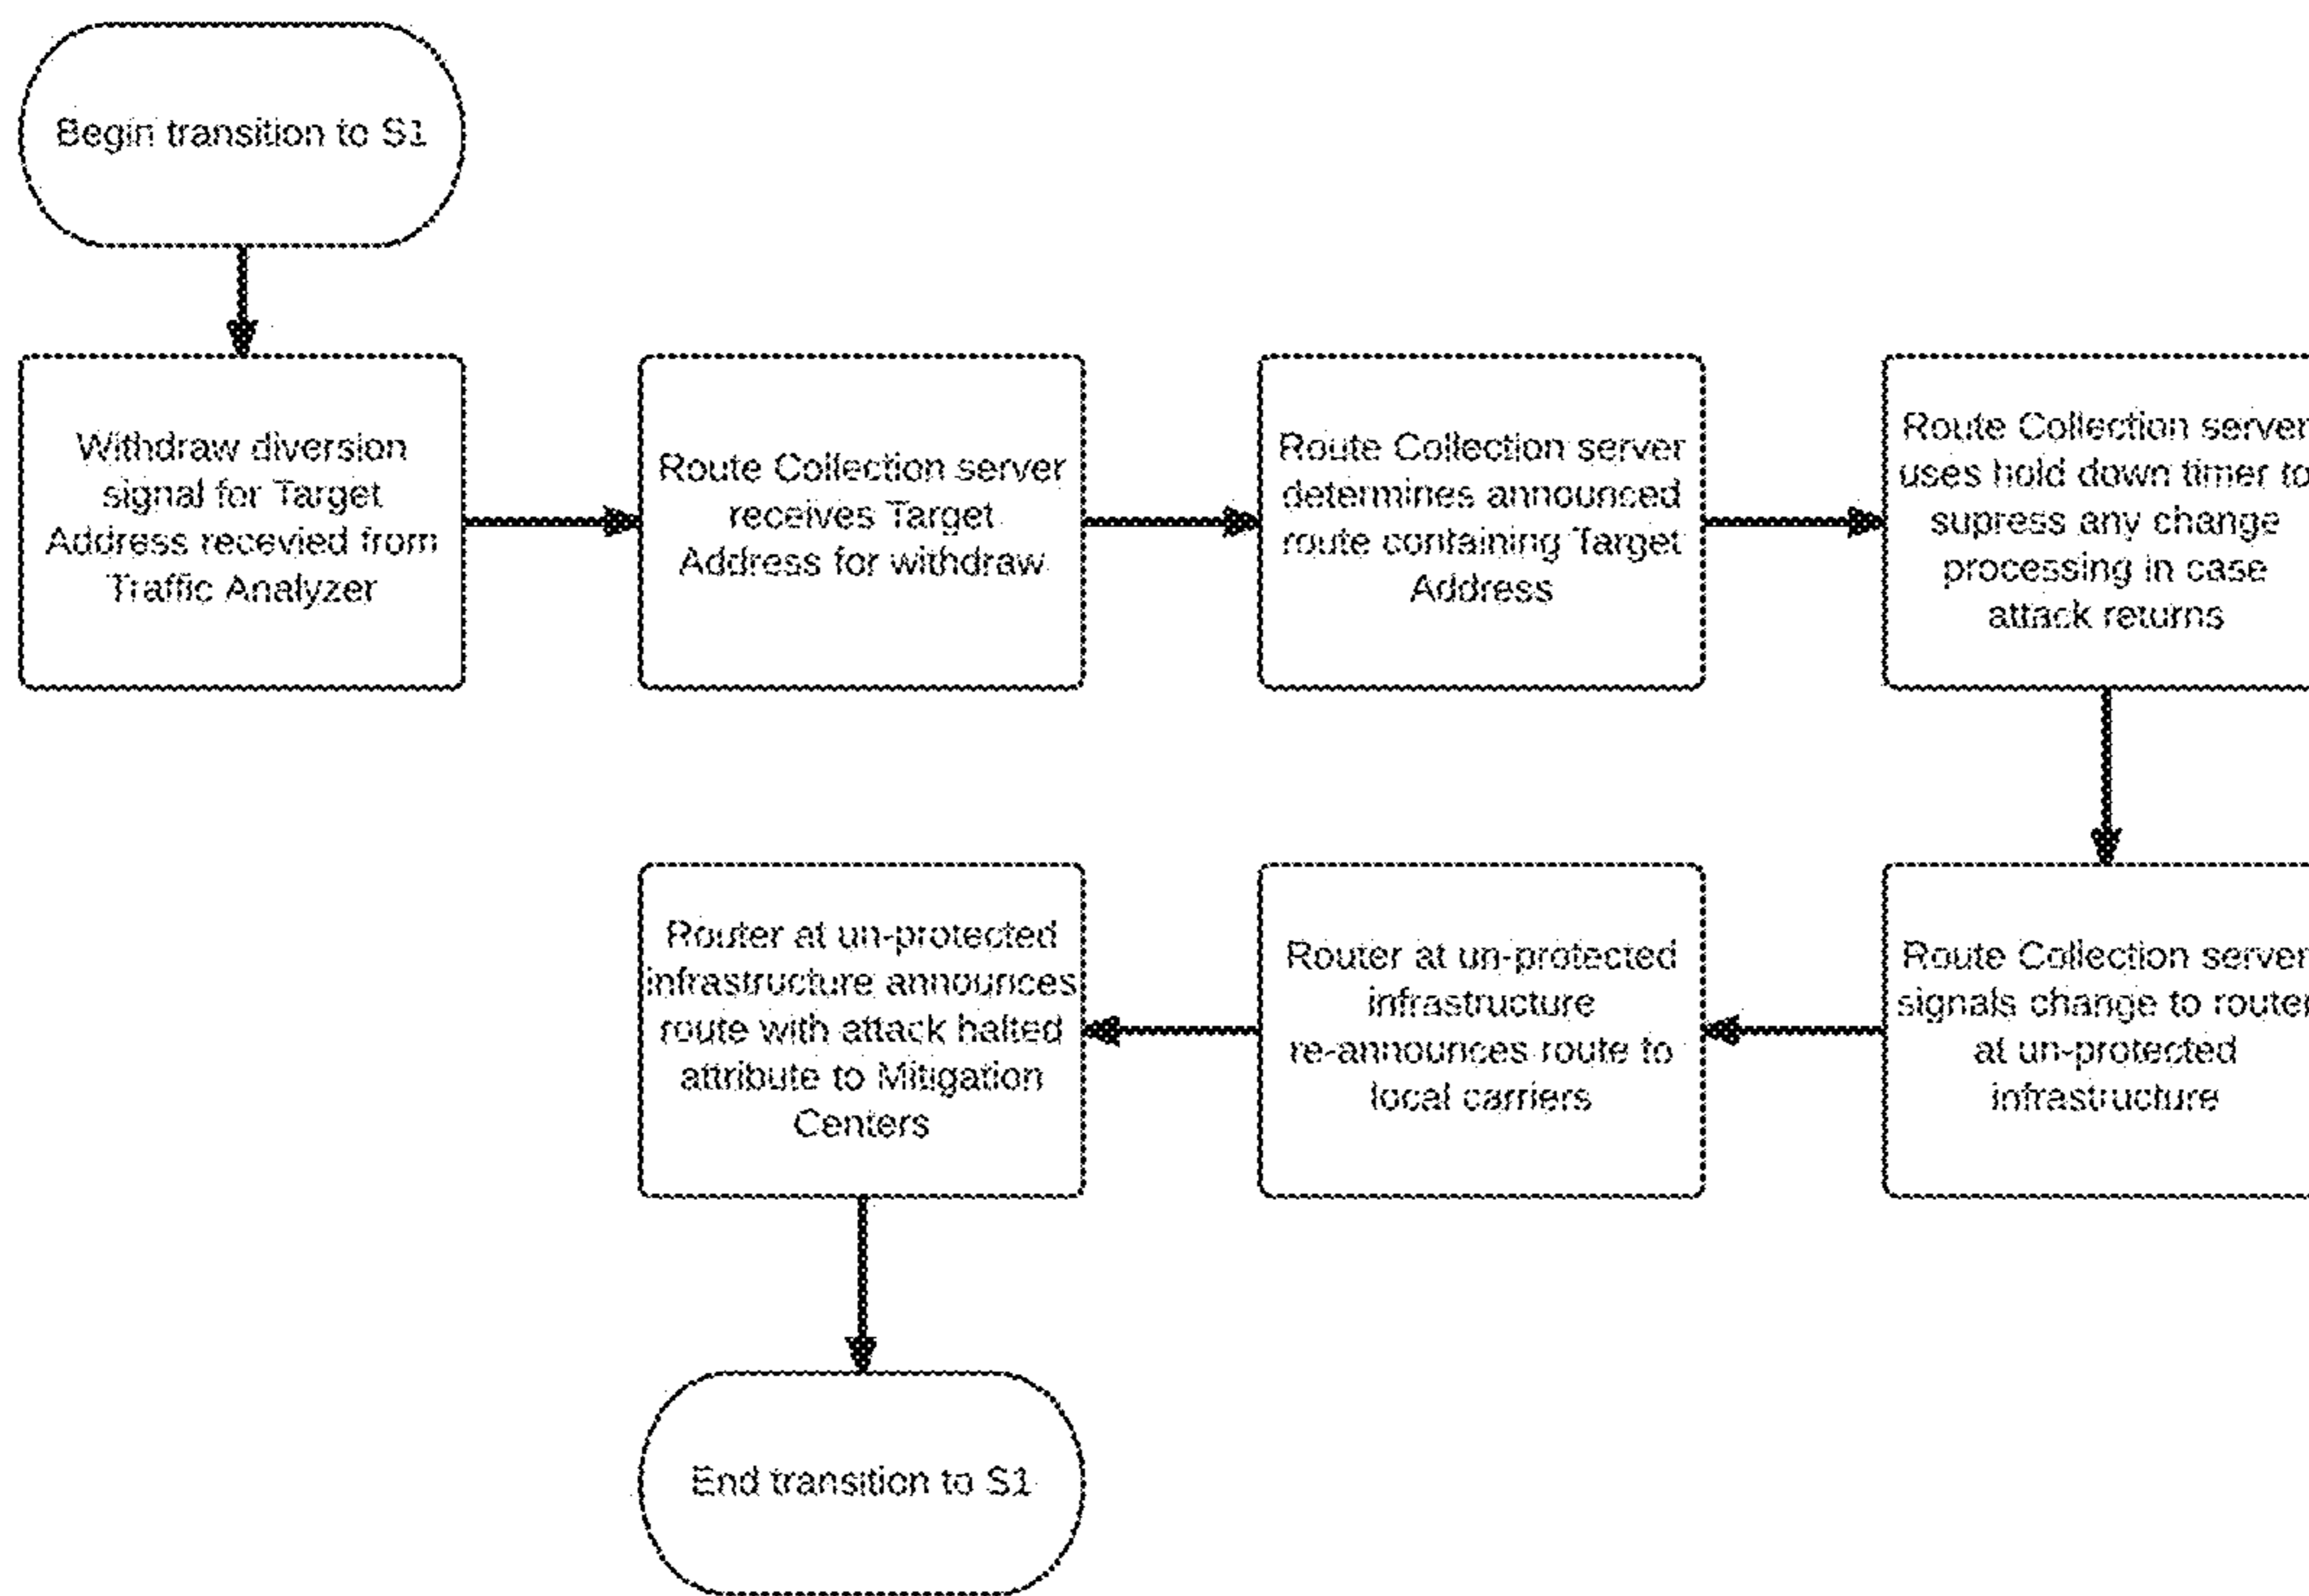 Begin transition to S1
Withdraw diversion
signal for Target
Address recevied from
Traffic Analyzer
Route Collection server
receives Target
Address for withdraw
Route Collection server
determines announced
route containing Target
Address
Route Collection server
uses hold down timer to
supress any change
processing in case
attack returns
Route Collection server
signals change to router
at un-protected
infrastructure
Router at un-protected
infrastructure
re-announces route to
local carriers
Router at un-protected
infrastructure announces
route with attack halted
attribute to Mitigation
Centers
End transition to S1